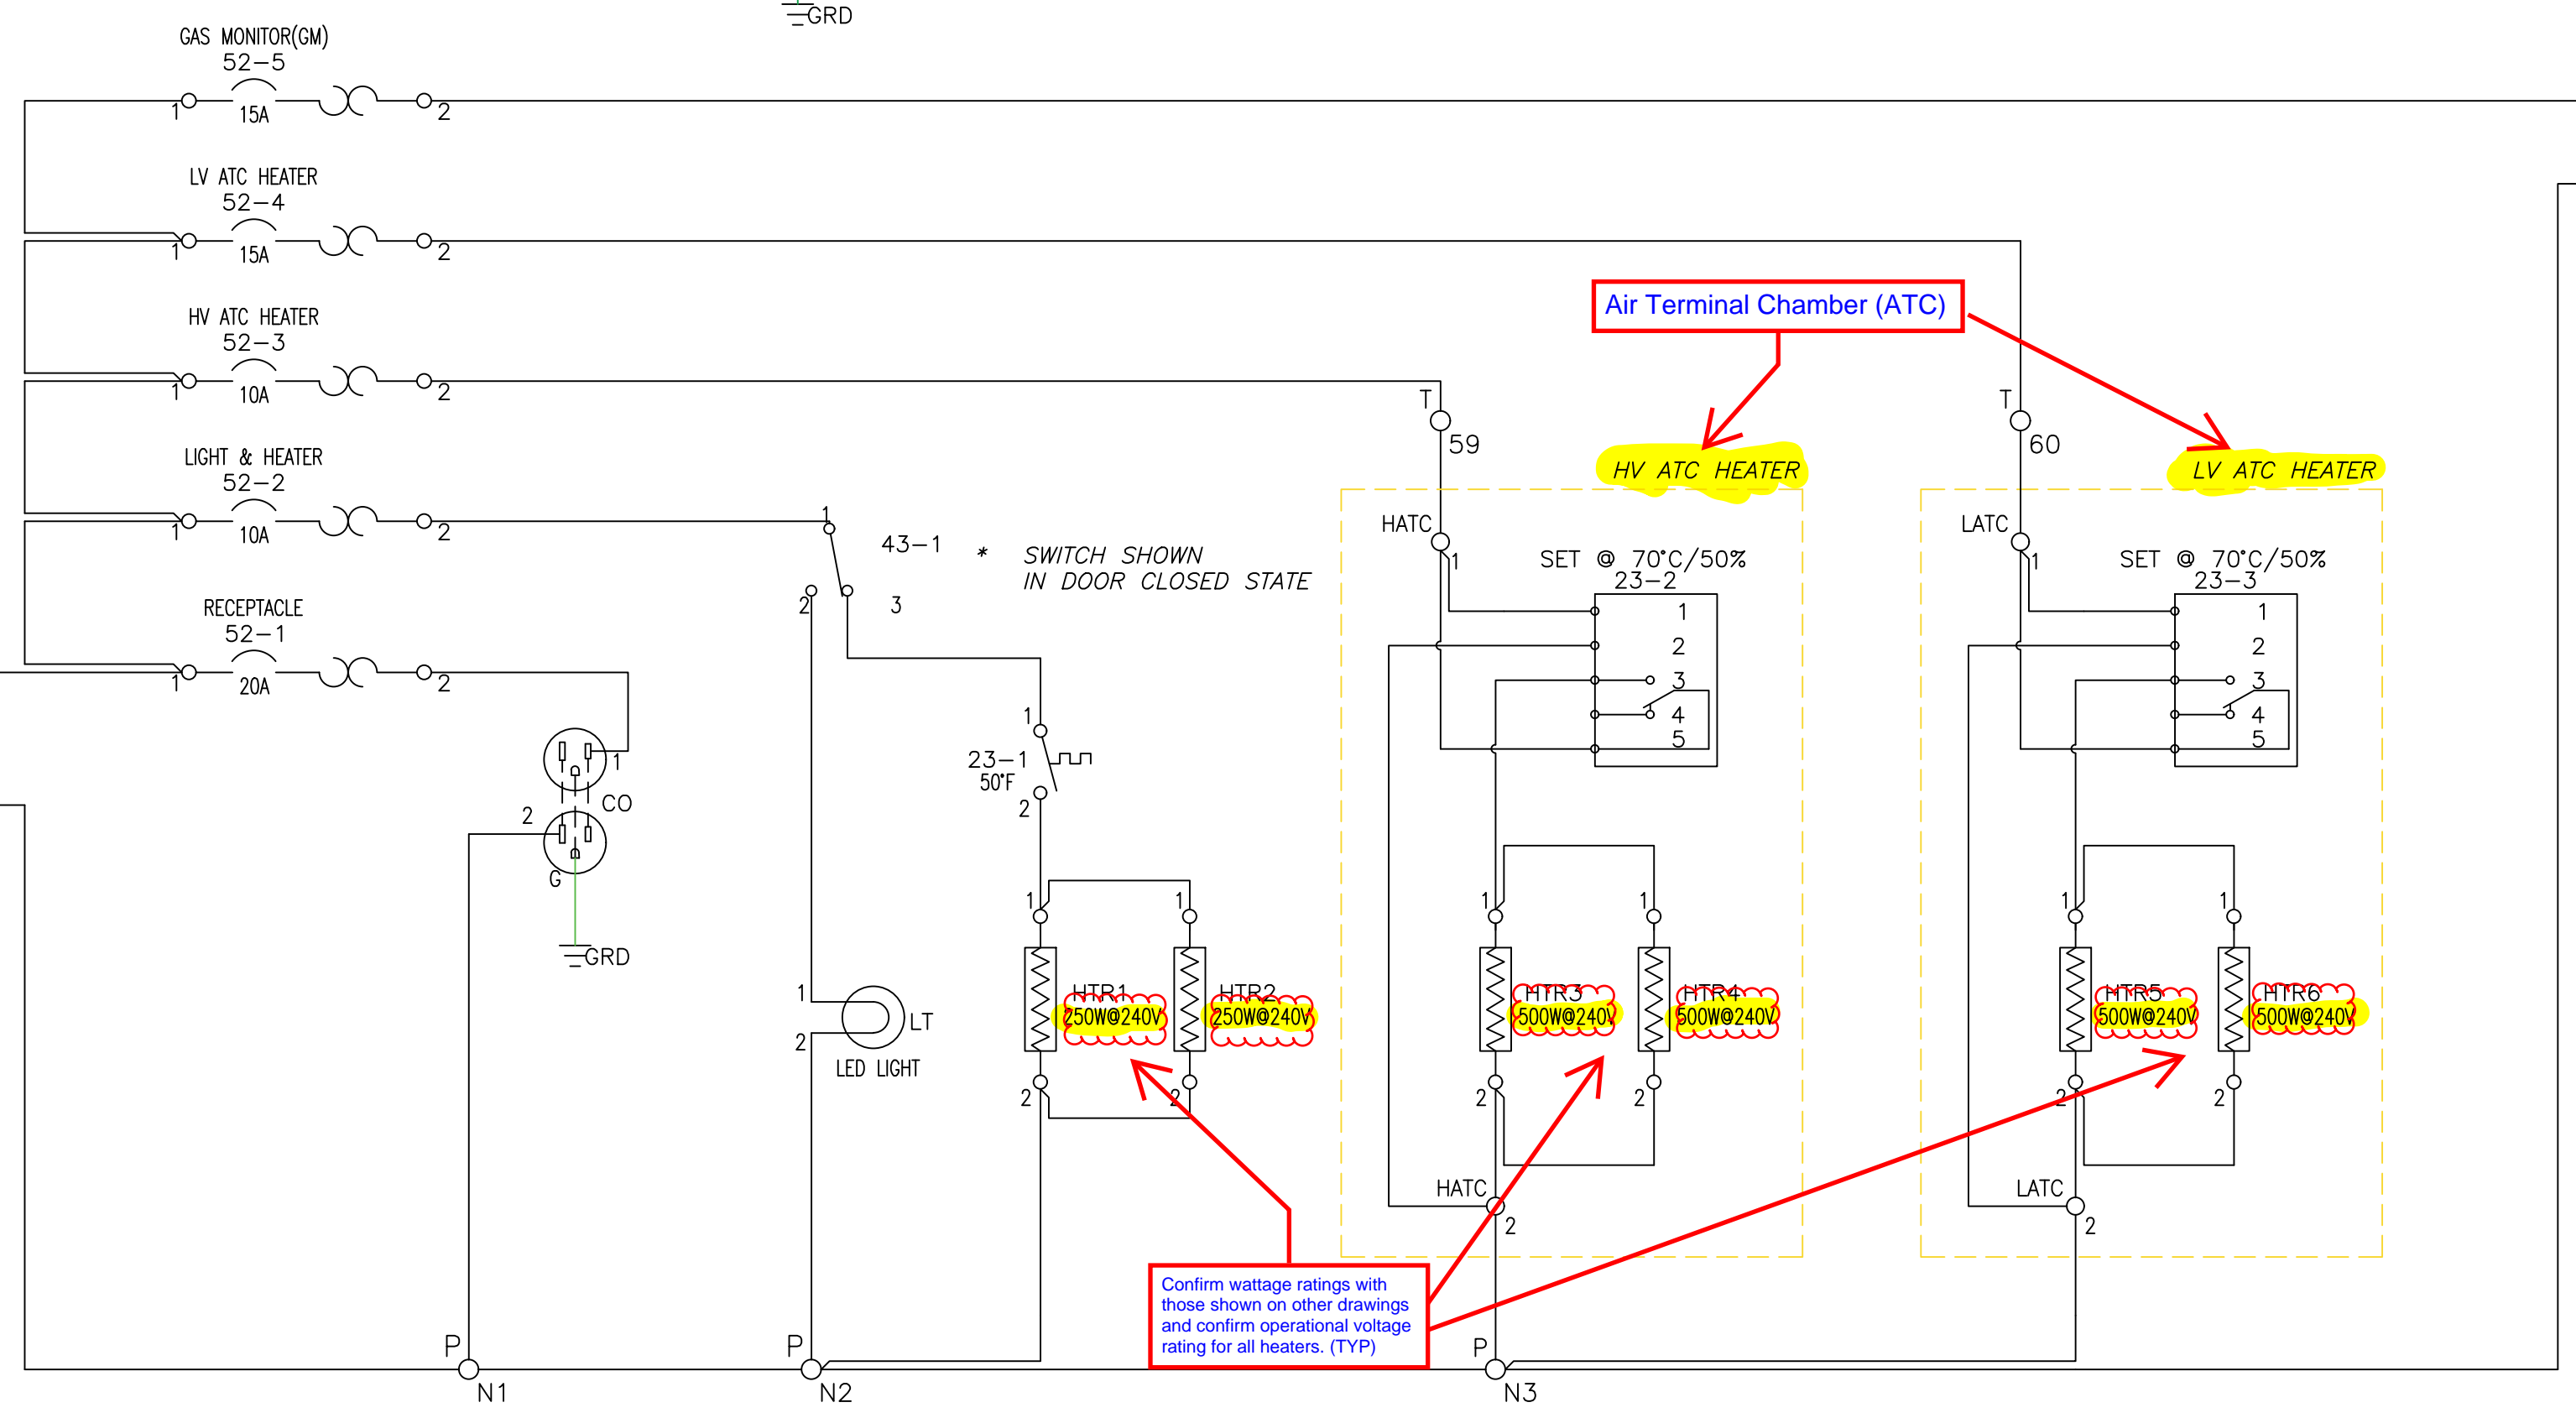 GRD
GAS MONITOR(GM)
52-5
1
15A
2
LV ATC HEATER
52-4
1
15A
2
HV ATC HEATER
52-3
1
10A
2
LIGHT & HEATER
52-2
1
10A
2
RECEPTACLE
52-1
1
20A
2
1
CO
2
G
GRD
1
43-1
* SWITCH SHOWN
IN DOOR CLOSED STATE
2
3
1
23-1
50°F
2
1
LT
2
LED LIGHT
1
1
HTR1
250W@240V
HTR2
250W@240V
2
2
Air Terminal Chamber (ATC)
T
59
HV ATC HEATER
HATC
1
SET @ 70°C/50%
23-2
1
2
3
4
5
1
1
HTR3
500W@240V
HTR4
500W@240V
2
2
HATC
2
T
60
LV ATC HEATER
LATC
1
SET @ 70°C/50%
23-3
1
2
3
4
5
1
1
HTR5
500W@240V
HTR6
500W@240V
2
2
LATC
2
Confirm wattage ratings with
those shown on other drawings
and confirm operational voltage
rating for all heaters. (TYP)
P
N1
P
N2
P
N3